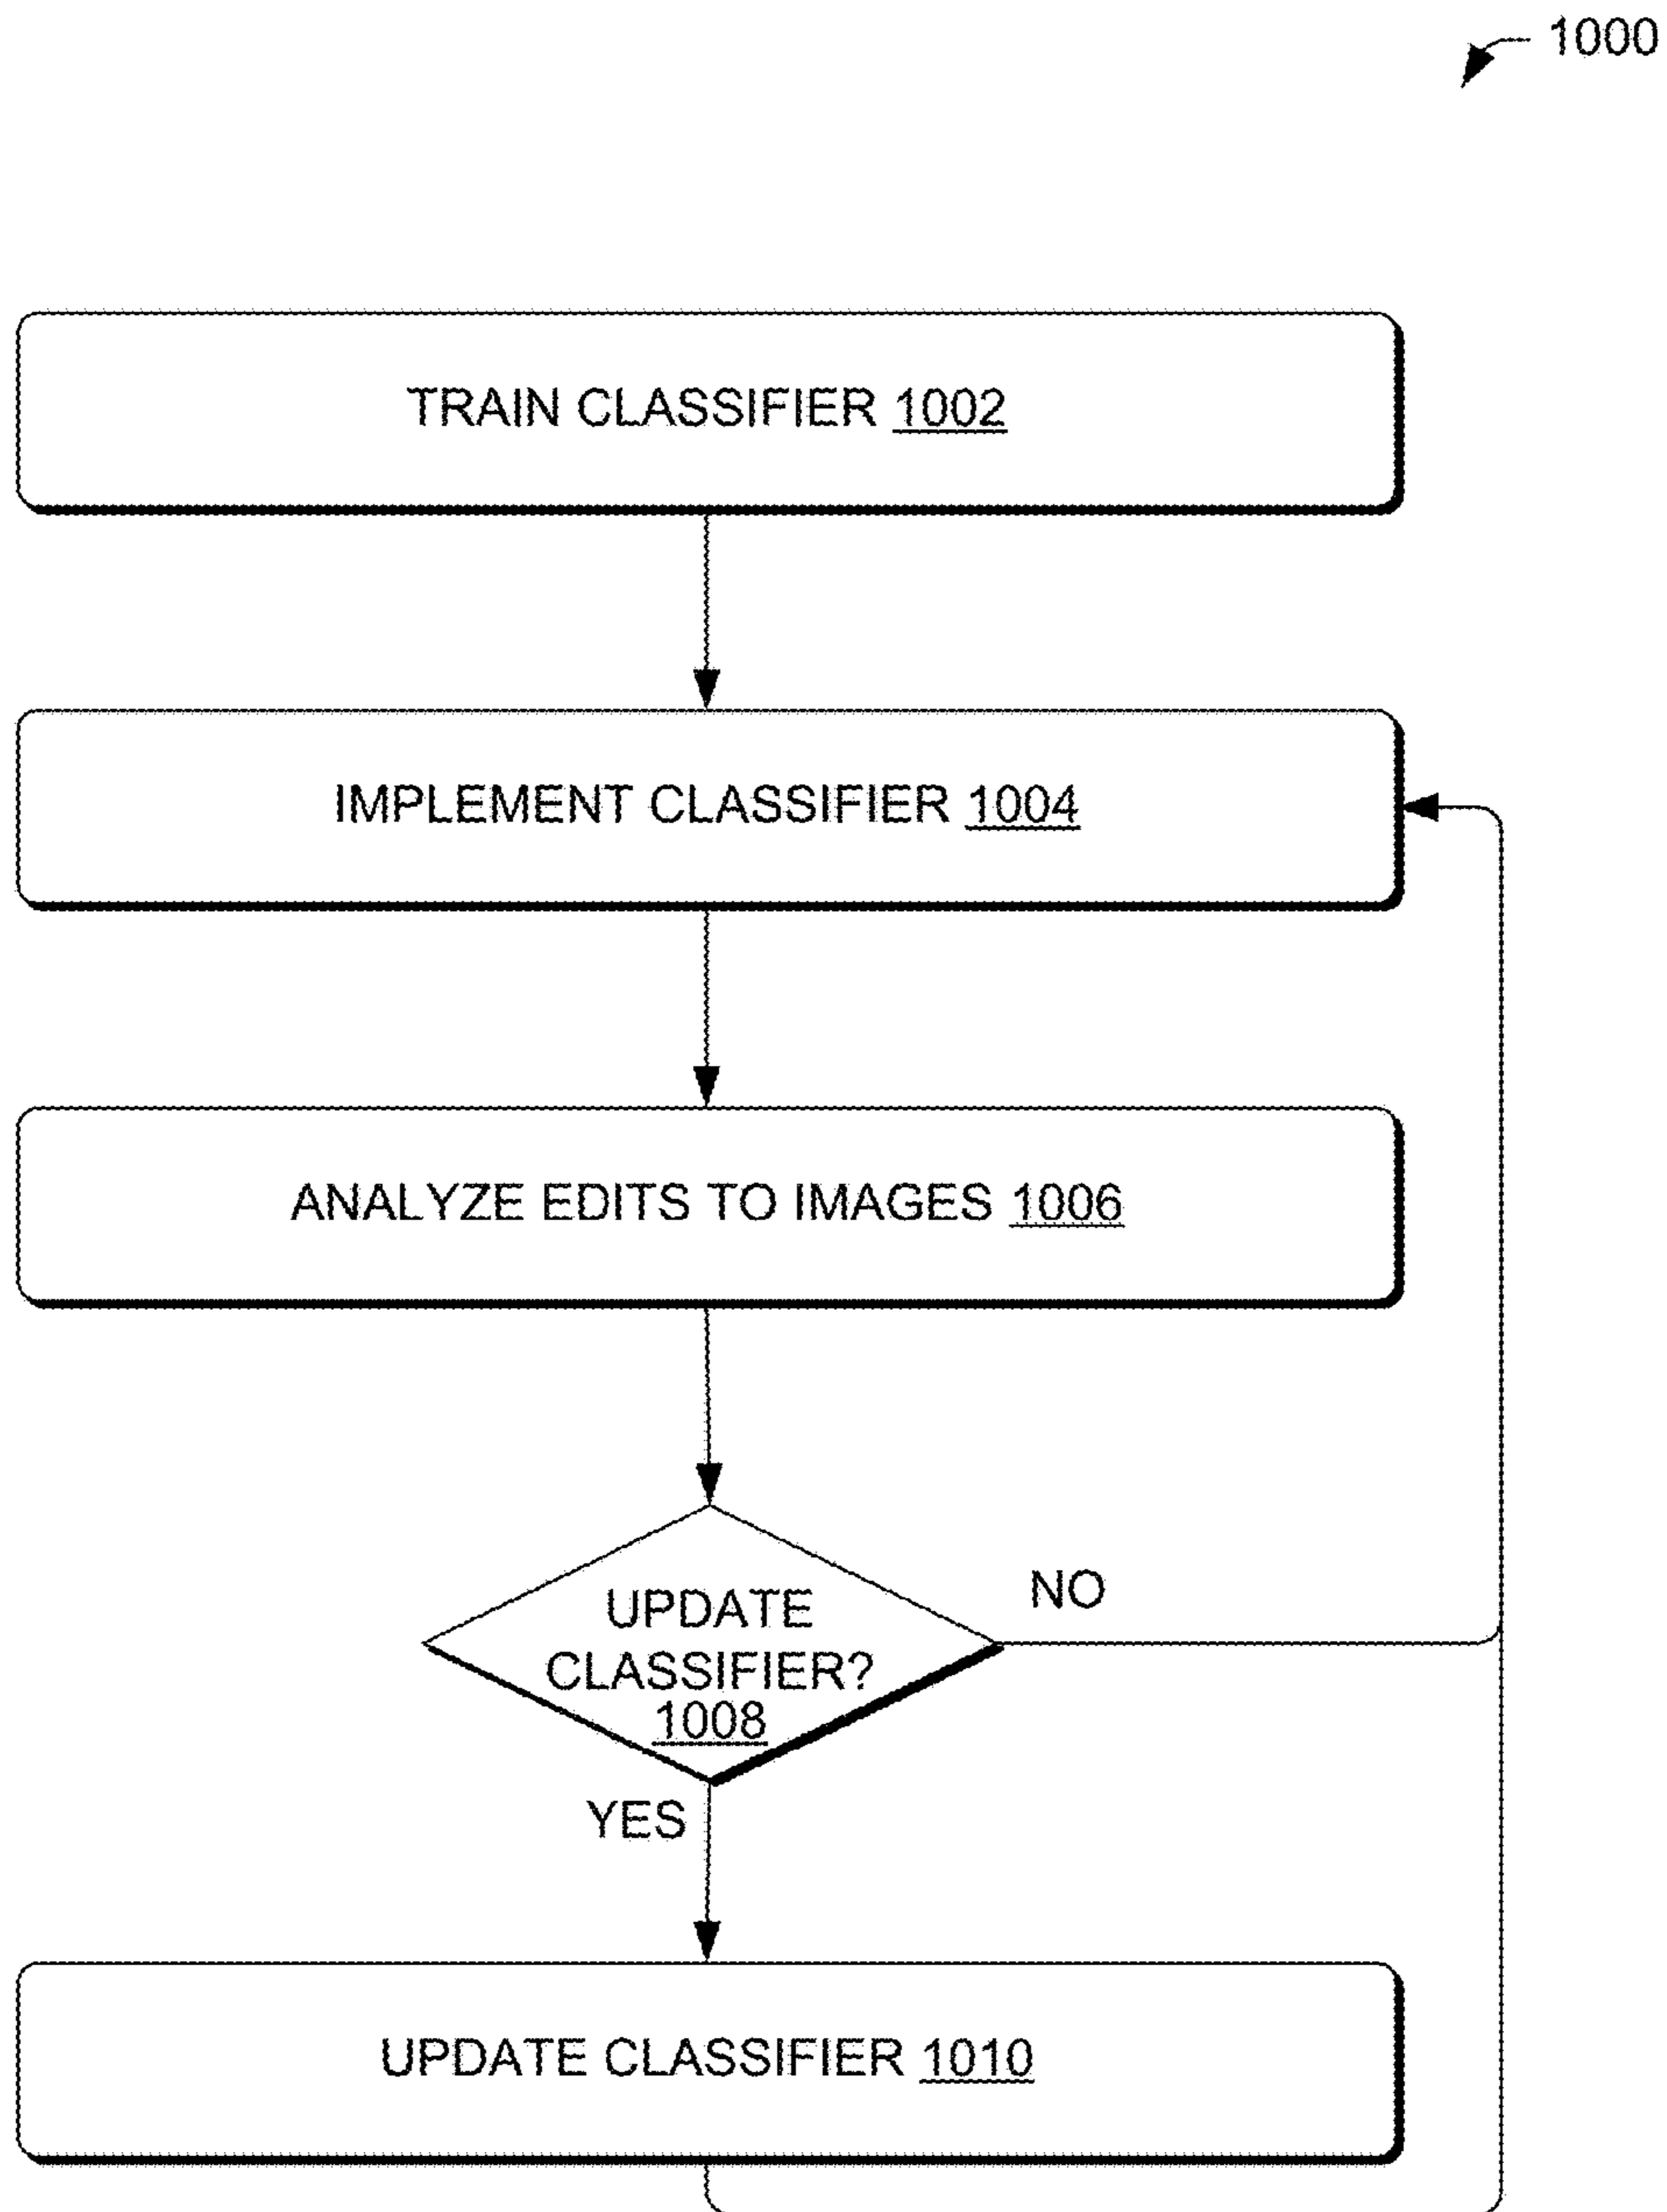 1000
TRAIN CLASSIFIER 1002
IMPLEMENT CLASSIFIER 1004
ANALYZE EDITS TO IMAGES 1006
UPDATE
CLASSIFIER?
1008
NO
YES
UPDATE CLASSIFIER 1010